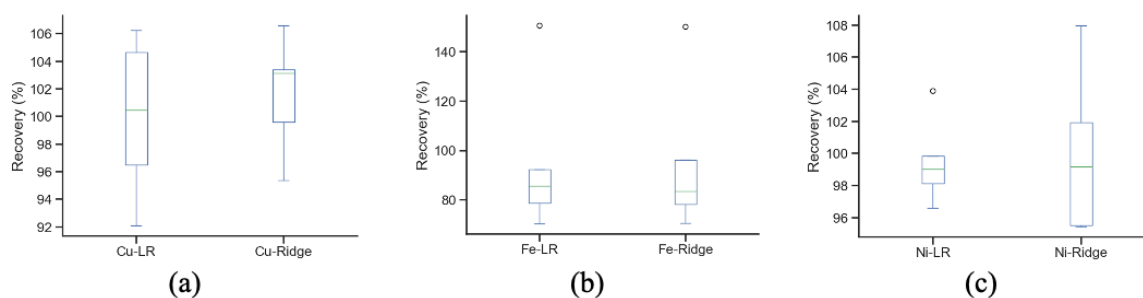 Recovery (%)
106
104
102
100
98
96
94
92
Cu-LR Cu-Ridge
(a)
Recovery (%)
140
120
100
80
Fe-LR Fe-Ridge
(b)
Recovery (%)
108
106
104
102
100
98
96
Ni-LR Ni-Ridge
(c)